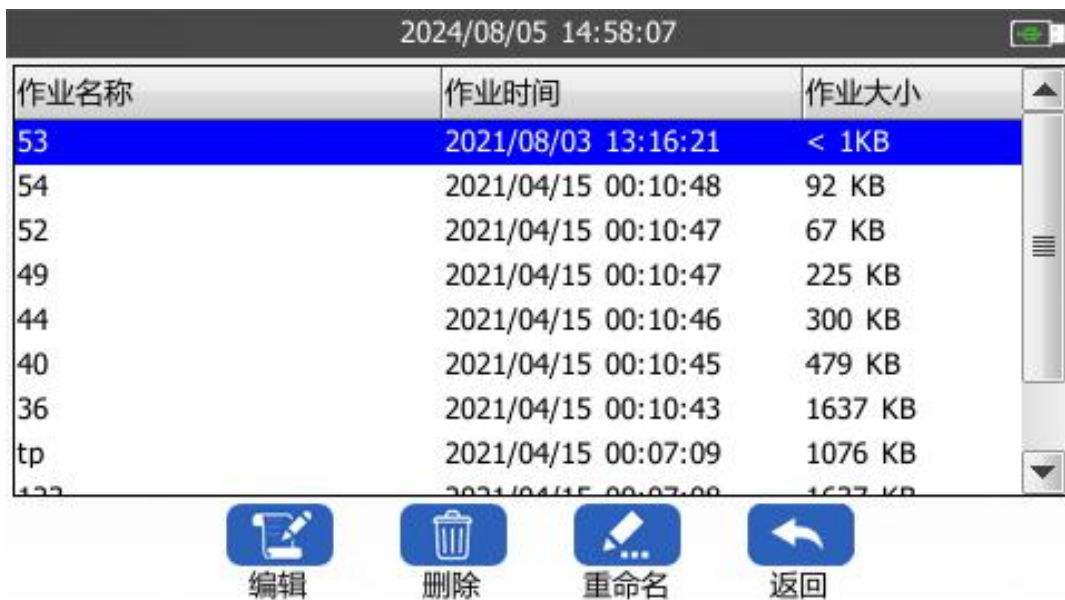 2024/08/05 14:58:07
作业名称 作业时间 作业大小
53 2021/08/03 13:16:21 < 1KB
54 2021/04/15 00:10:48 92 KB
52 2021/04/15 00:10:47 67 KB
49 2021/04/15 00:10:47 225 KB
44 2021/04/15 00:10:46 300 KB
40 2021/04/15 00:10:45 479 KB
36 2021/04/15 00:10:43 1637 KB
tp 2021/04/15 00:07:09 1076 KB
编辑 删除 重命名 返回